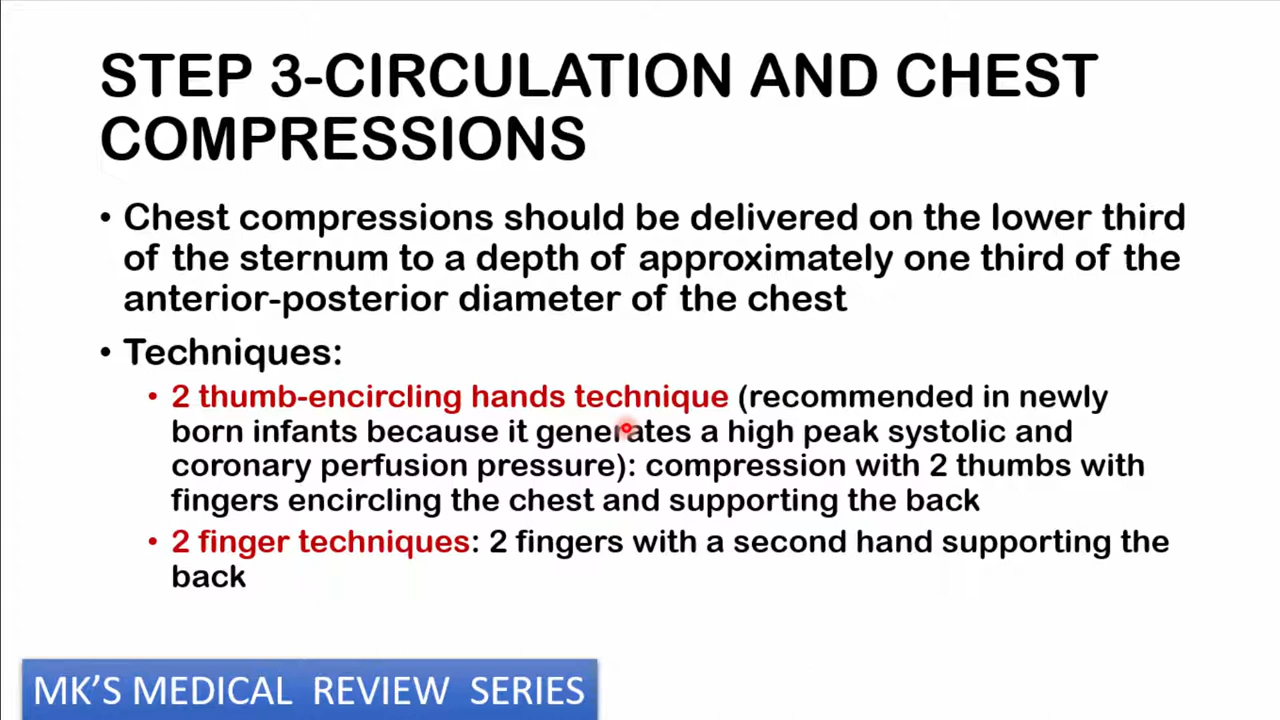 STEP 3-CIRCULATION AND CHEST
COMPRESSIONS
• Chest compressions should be delivered on the lower third
of the sternum to a depth of approximately one third of the
anterior-posterior diameter of the chest
• Techniques:
• 2 thumb-encircling hands technique (recommended in newly
born infants because it generates a high peak systolic and
coronary perfusion pressure): compression with 2 thumbs with
fingers encircling the chest and supporting the back
• 2 finger techniques: 2 fingers with a second hand supporting the
back
MK'S MEDICAL REVIEW SERIES